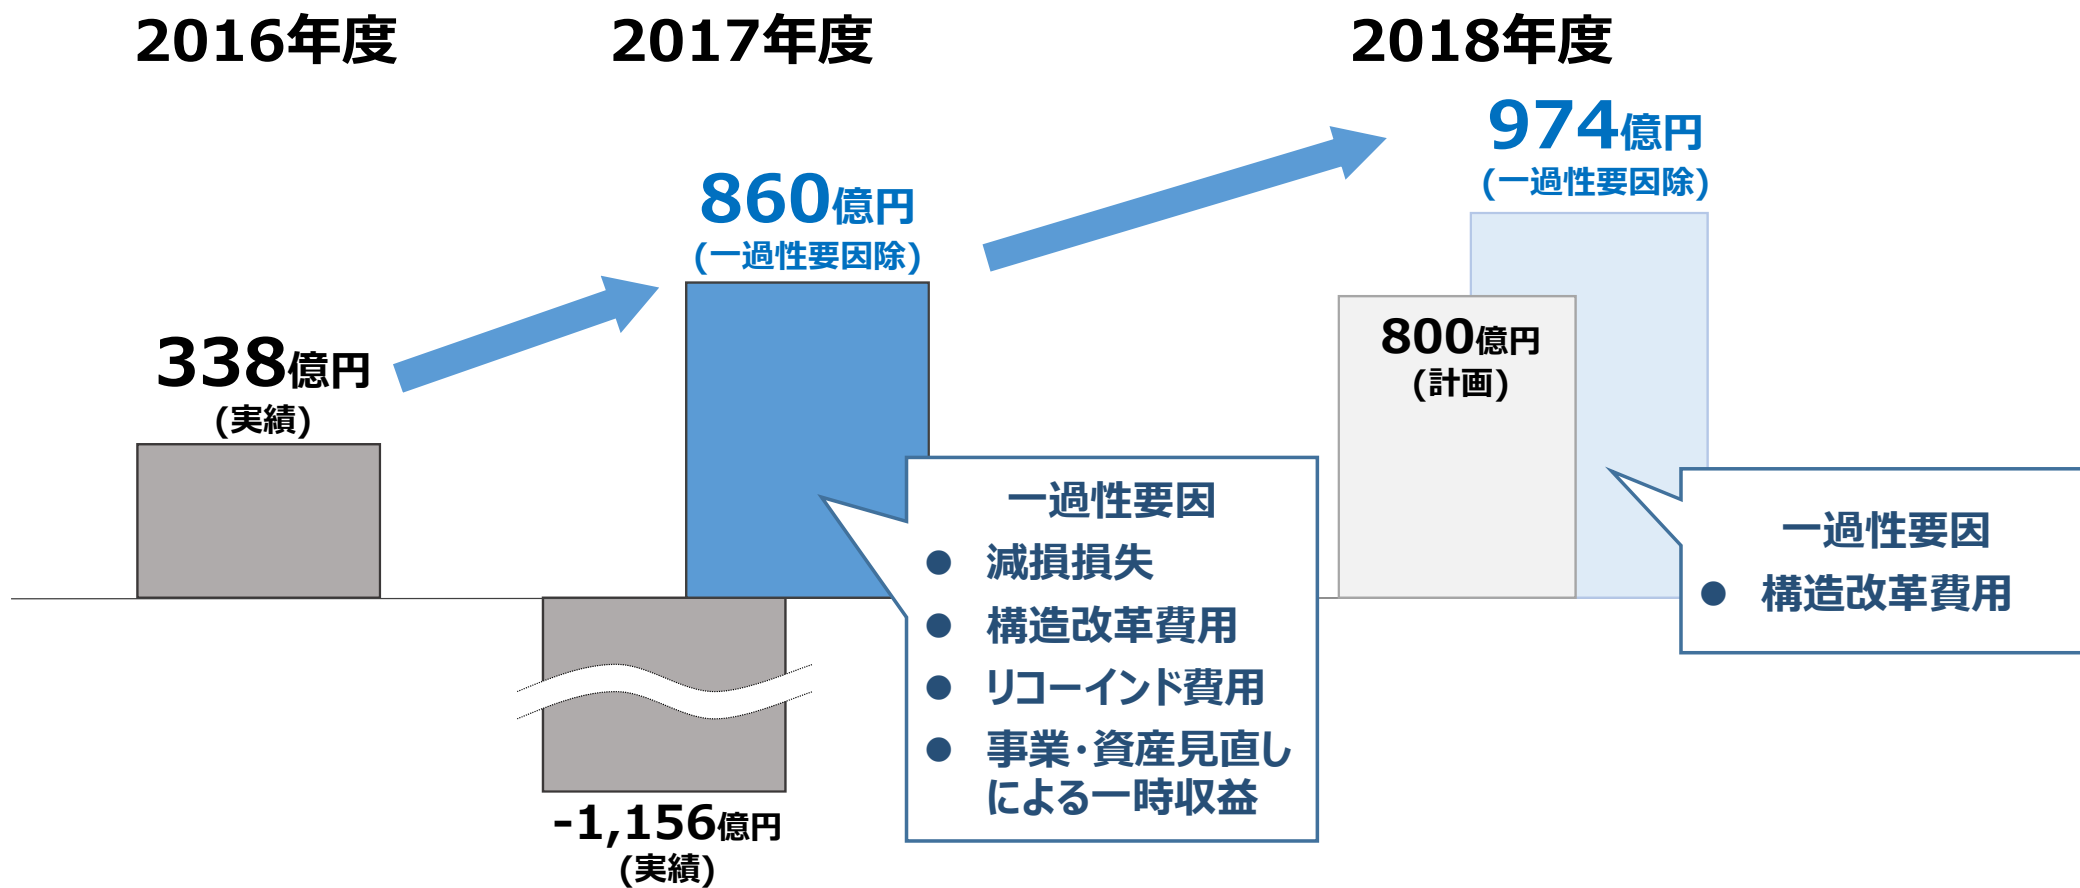 2016年度
2017年度
2018年度
338億円
(実績)
860億円
(一過性要因除)
-1,156億円
(実績)
一過性要因
● 減損損失
● 構造改革費用
● リコーインド費用
● 事業・資産見直し
による一時収益
974億円
(一過性要因除)
800億円
(計画)
一過性要因
● 構造改革費用